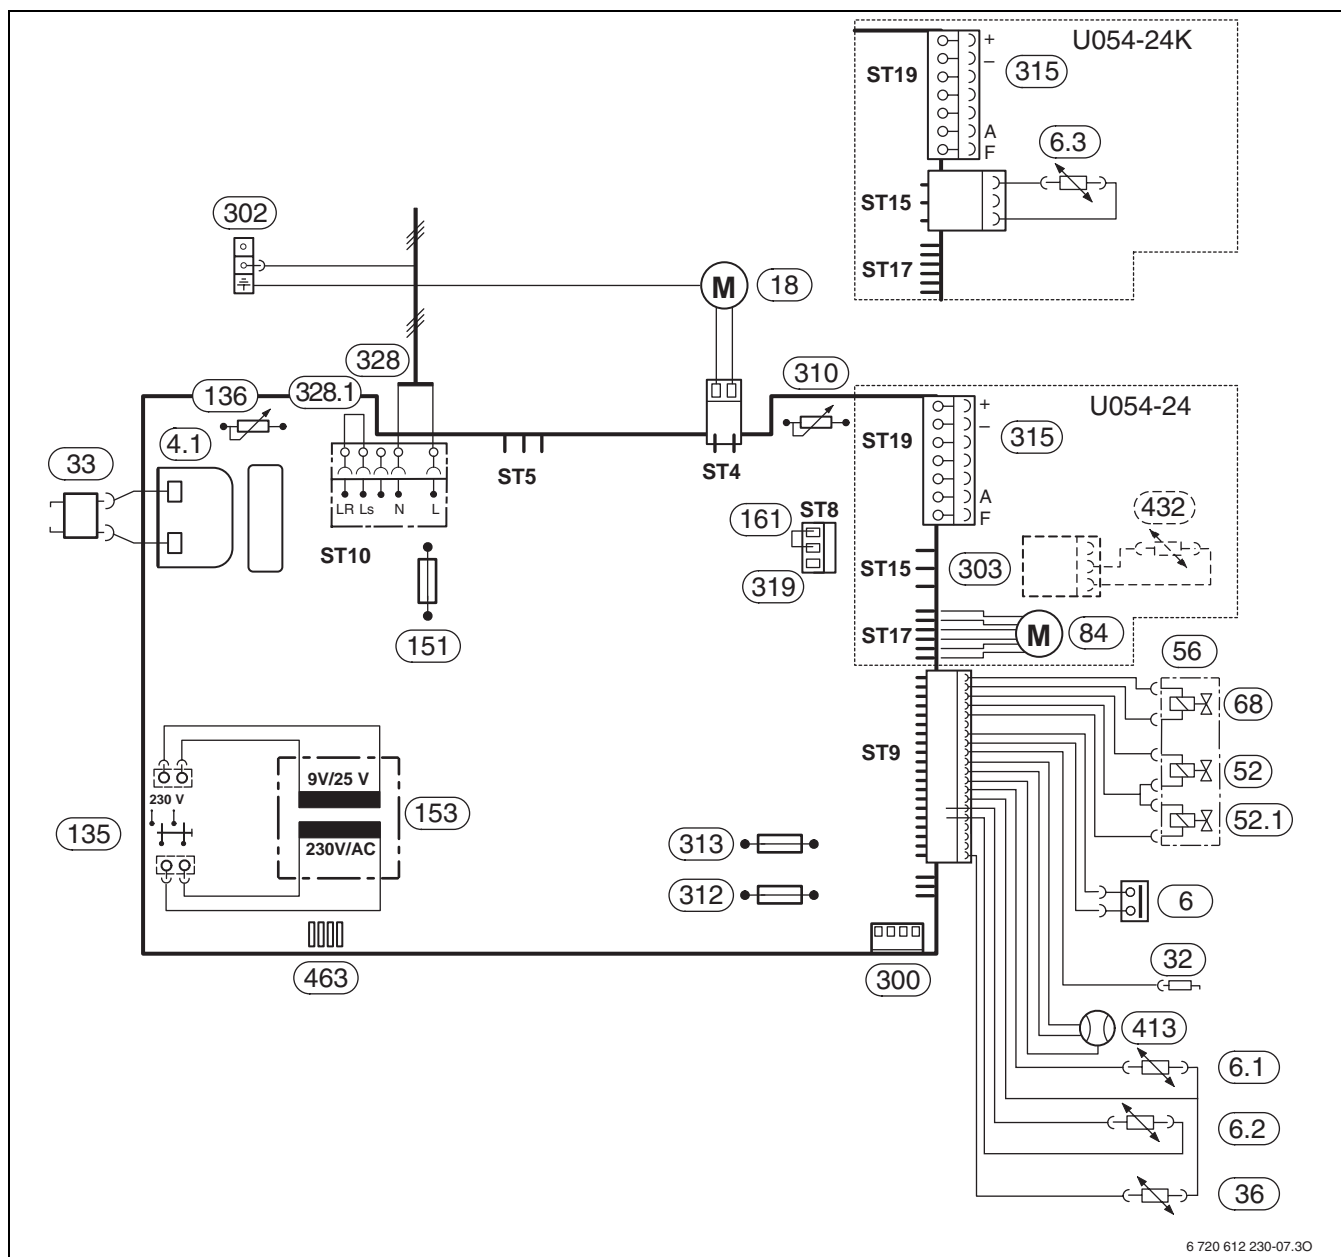 U054-24K
+
–
ST19
315
A
F
6.3
ST15
ST17
302
M
18
328
310
136
328.1
4.1
33
ST5
ST4
LR Ls N L
ST10
151
ST8
161
319
U054-24
+
–
ST19
315
A
F
432
ST15
303
ST17
M
84
56
68
ST9
52
52.1
9V/25 V
230 V
153
135
230V/AC
313
312
6
463
300
32
413
6.1
6.2
36
6 720 612 230-07.3O